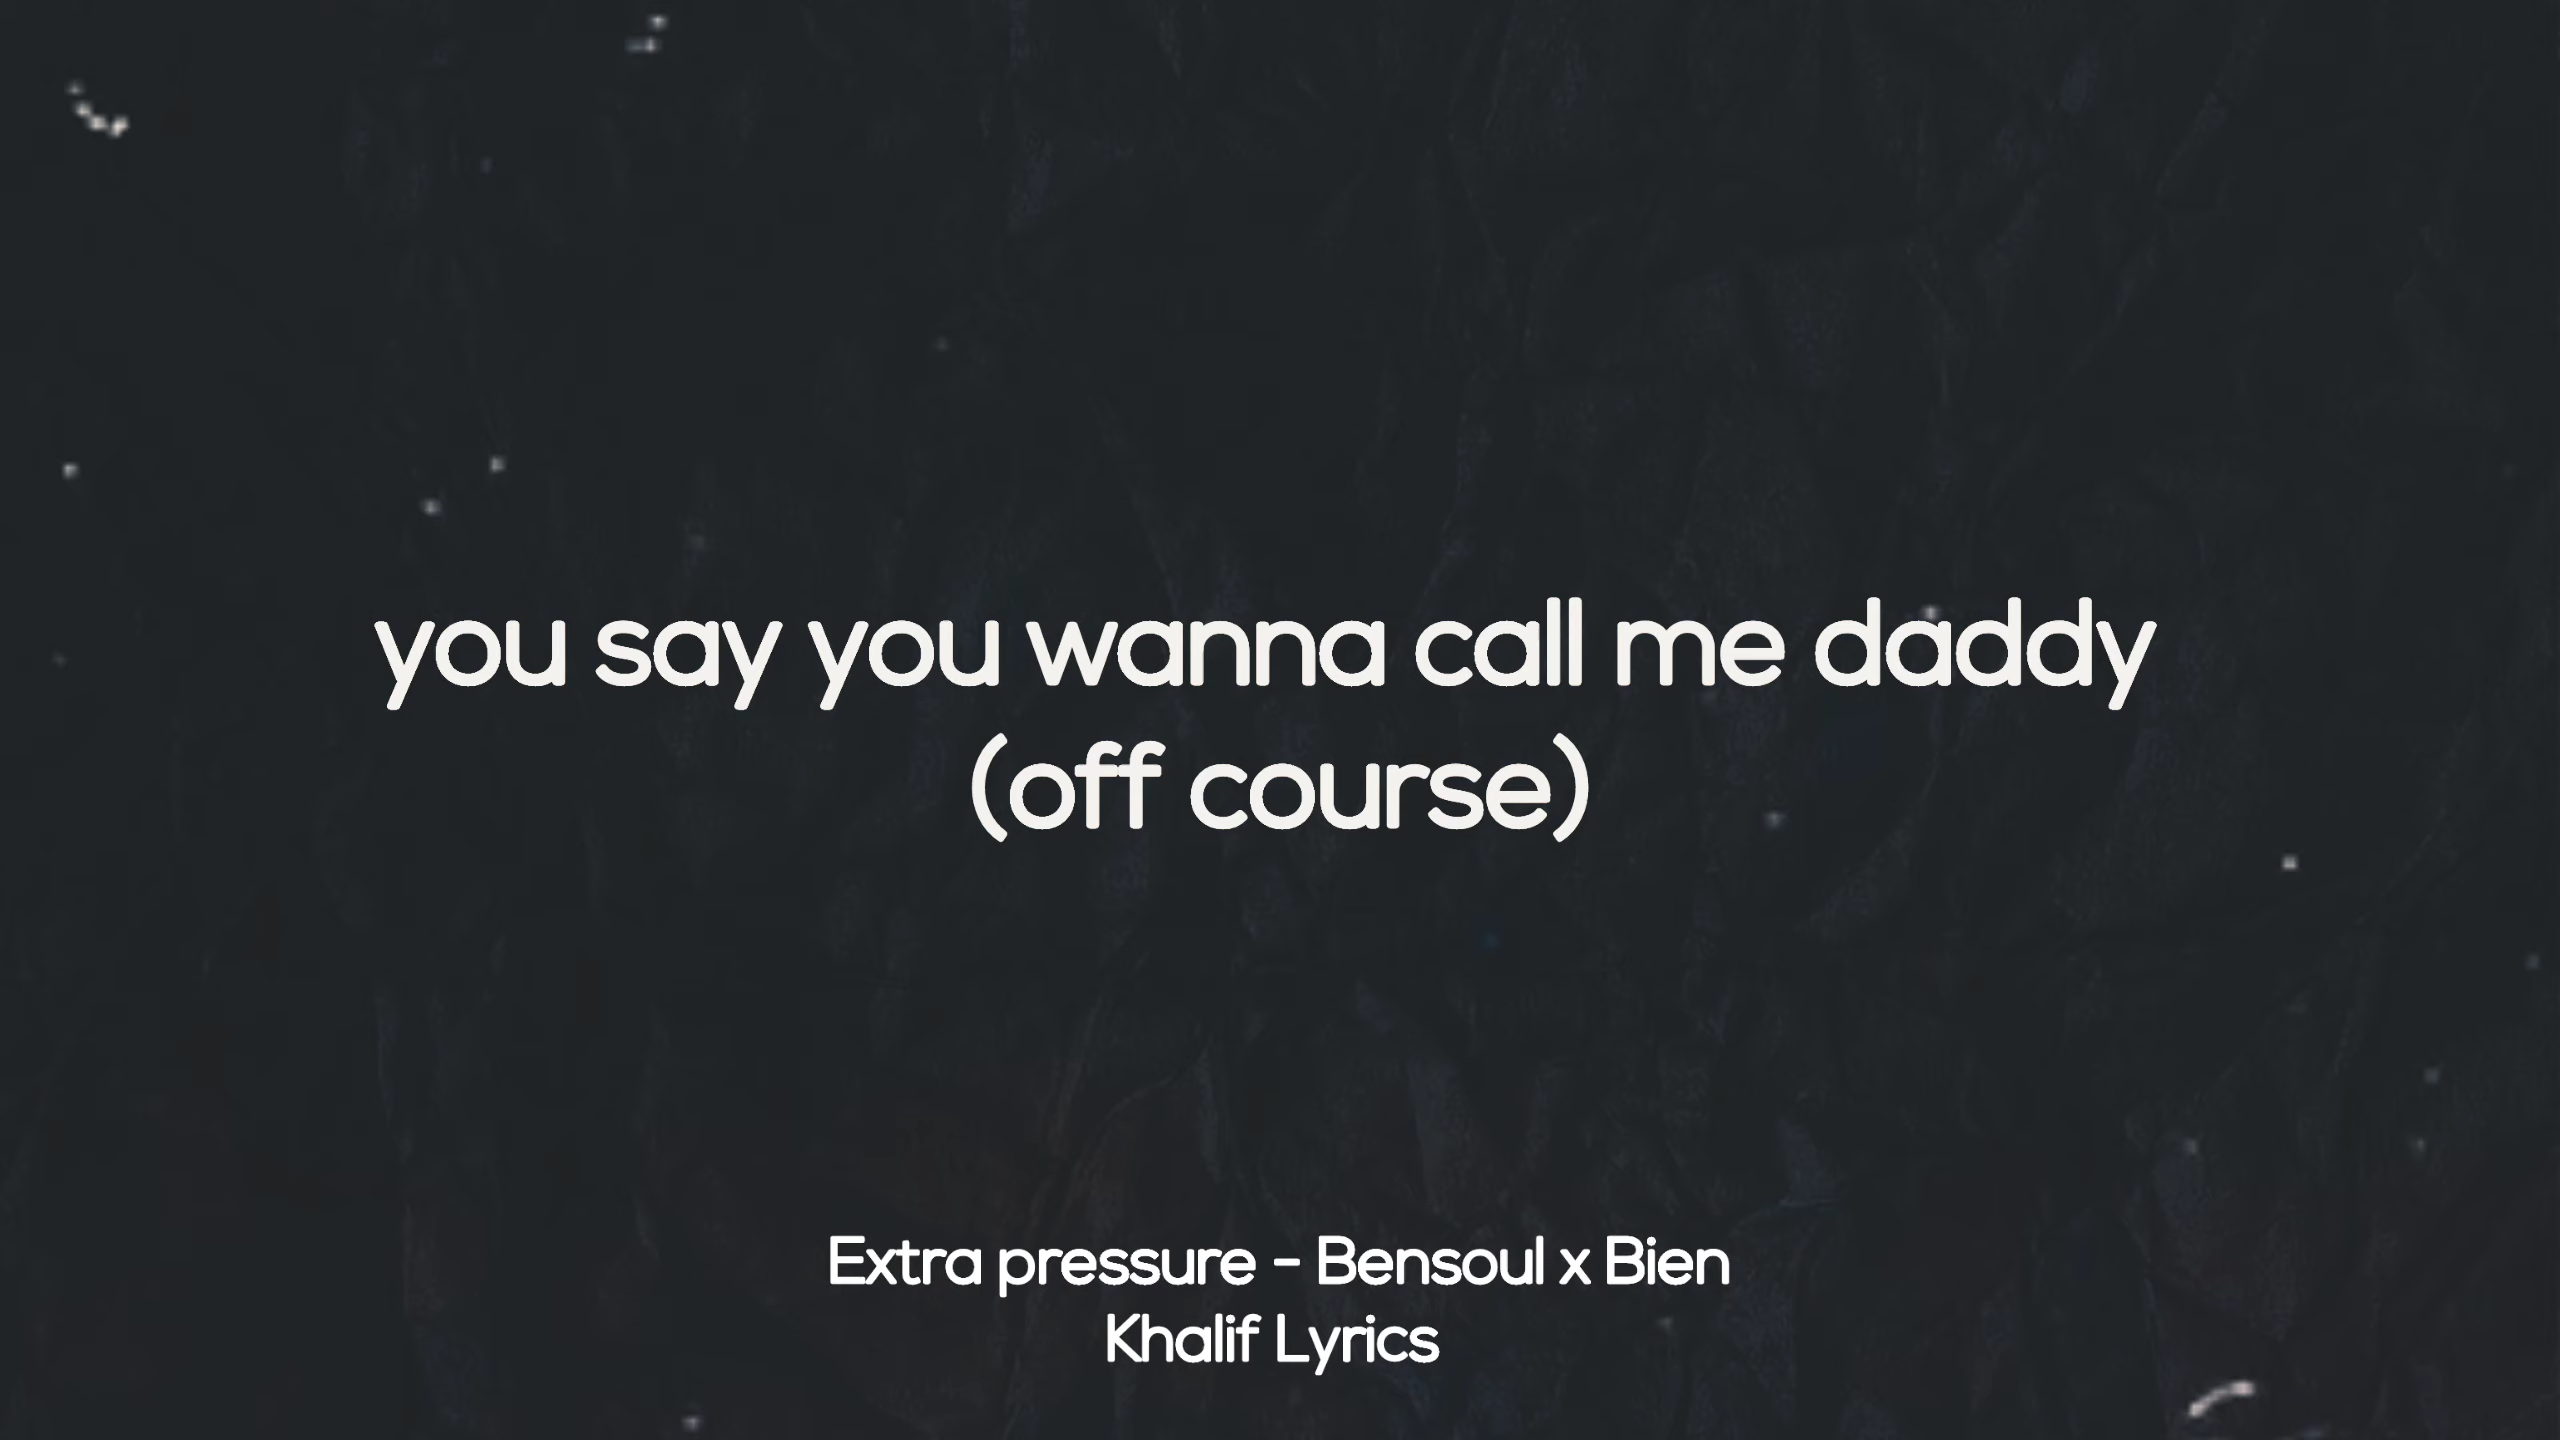 you say you wanna call me daddy
(off course)
Extra pressure - Bensoul x Bien
Khalif Lyrics